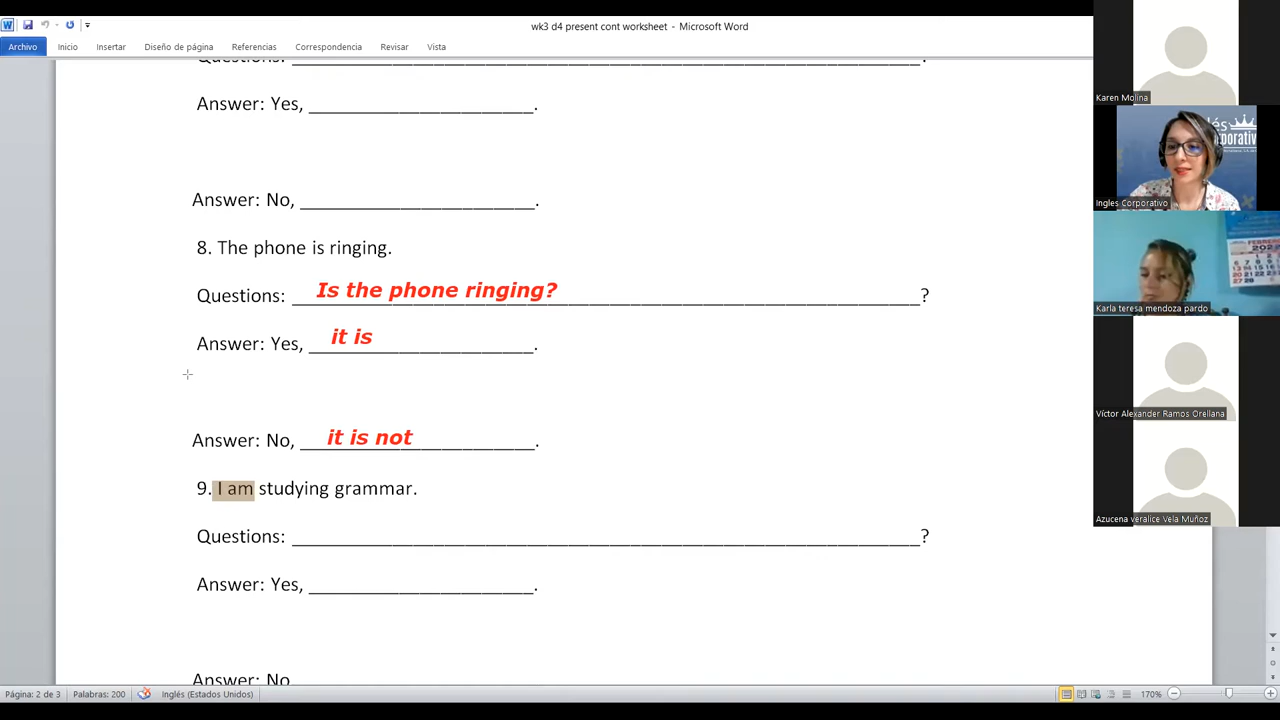 wk3 d4 present cont worksheet - Microsoft Word
Archivo Inicio Insertar Diseño de página Referencias Correspondencia Revisar Vista
Questions: ?
Answer: Yes, ______________________.
Answer: No, ______________________.
8. The phone is ringing.
Questions: Is the phone ringing? ?
Answer: Yes, it is .
Answer: No, it is not .
9. I am studying grammar.
Questions: ______________________?
Answer: Yes, ______________________.
Answer: No
Página: 2 de 3 Palabras: 200 Inglés (Estados Unidos) 170%
Karen Molina
Ingles Corporativo
FEBRERO
Karla teresa mendoza pardo
Víctor Alexander Ramos Orellana
Azucena veralice Vela Muñoz